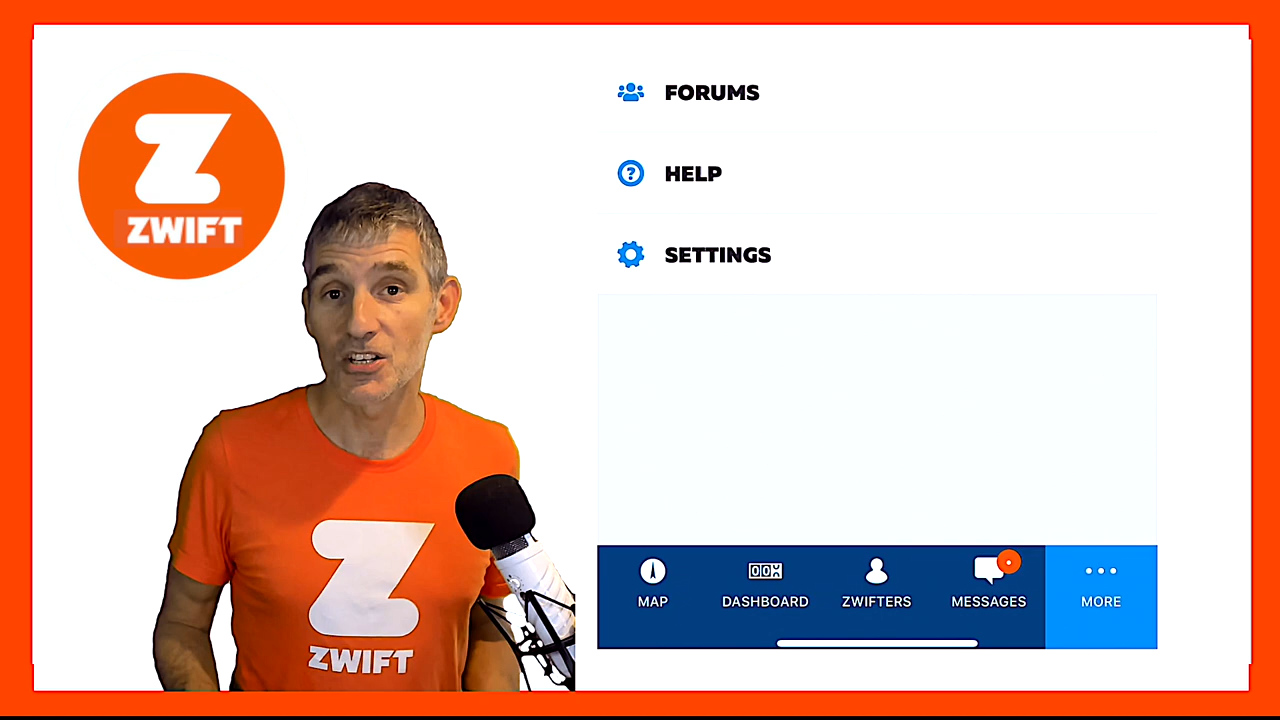 ZWIFT
FORUMS
HELP
SETTINGS
ZWIFT
MAP
DASHBOARD
ZWIFTERS
MESSAGES
MORE